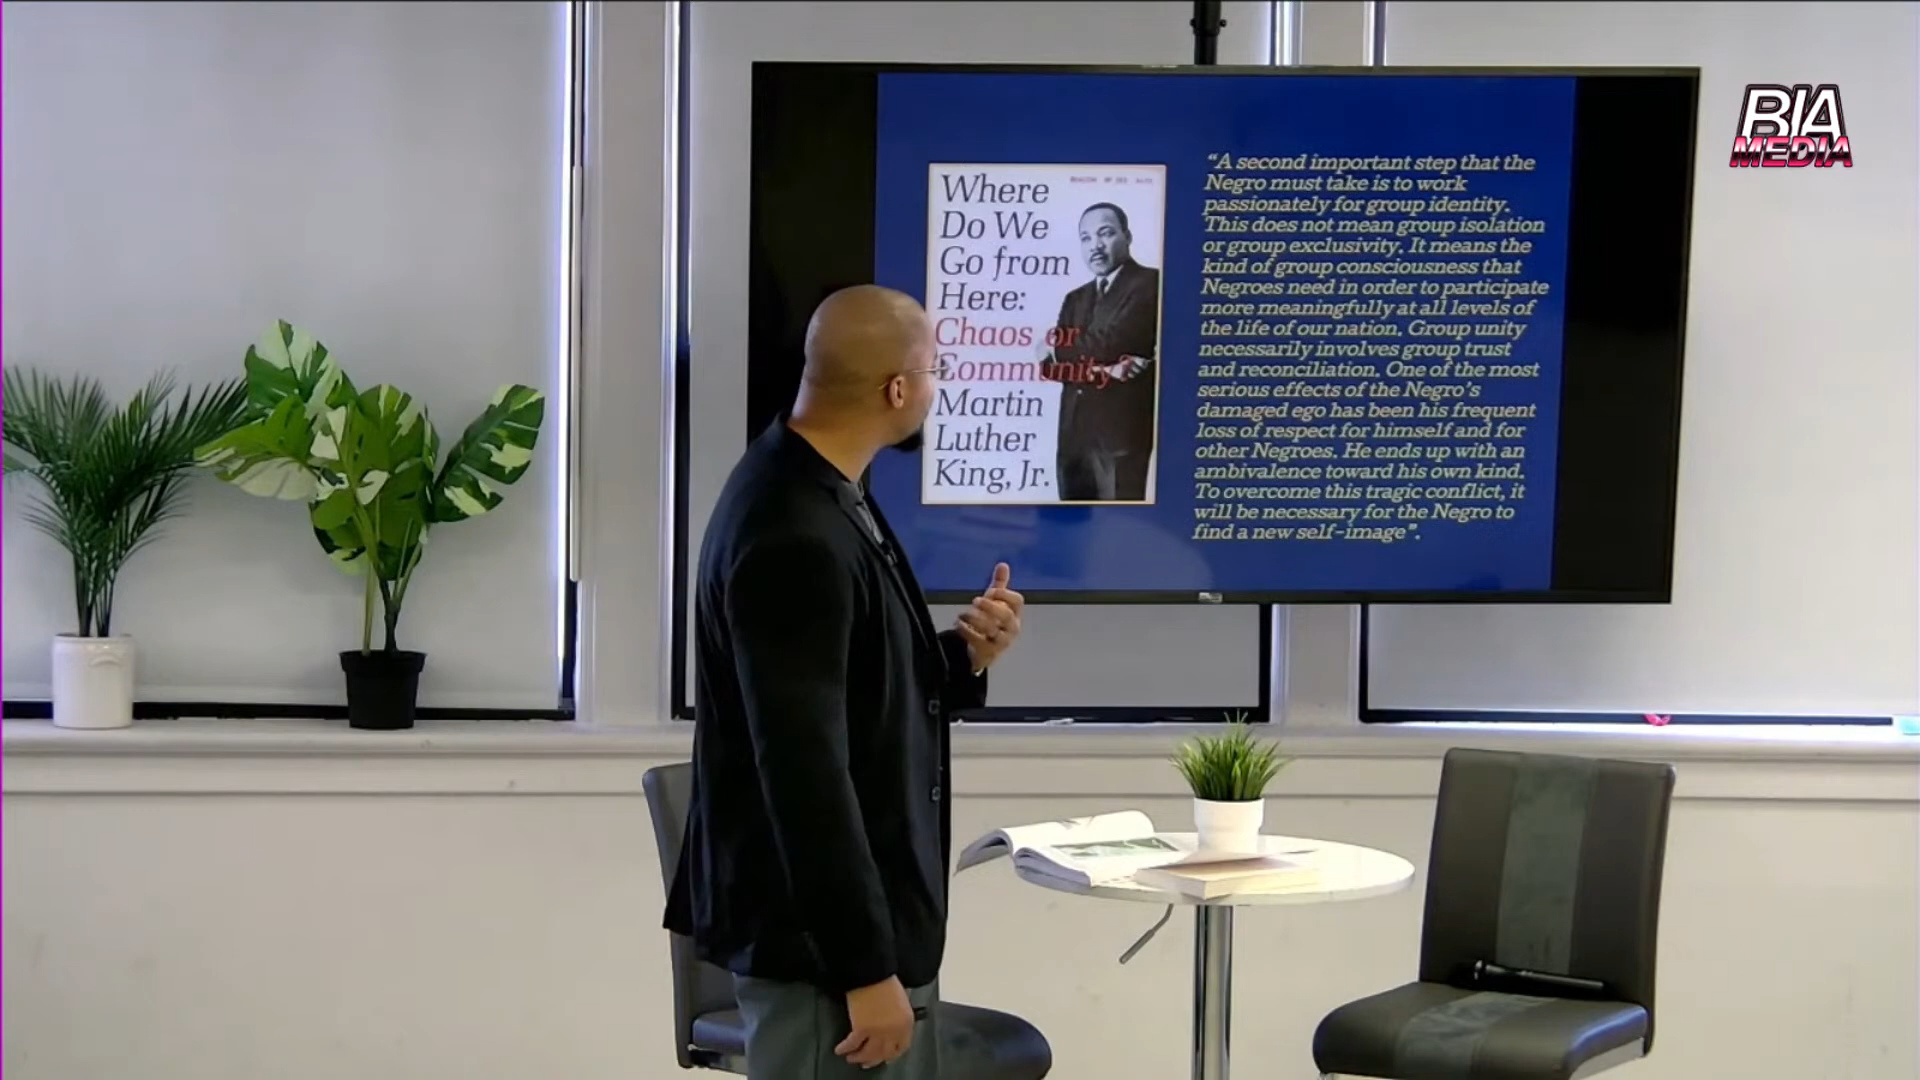 BIA
MEDIA
Where
Do We
Go from
Here:
Chaos or
Community?
Martin
Luther
King, Jr.
“A second important step that the
Negro must take is to work
passionately for group identity.
This does not mean group isolation
or group exclusivity. It means the
kind of group consciousness that
Negroes need in order to participate
more meaningfully at all levels of
the life of our nation. Group unity
necessarily involves group trust
and reconciliation. One of the most
serious effects of the Negro’s
damaged ego has been his frequent
loss of respect for himself and for
other Negroes. He ends up with an
ambivalence toward his own kind.
To overcome this tragic conflict, it
will be necessary for the Negro to
find a new self-image”.